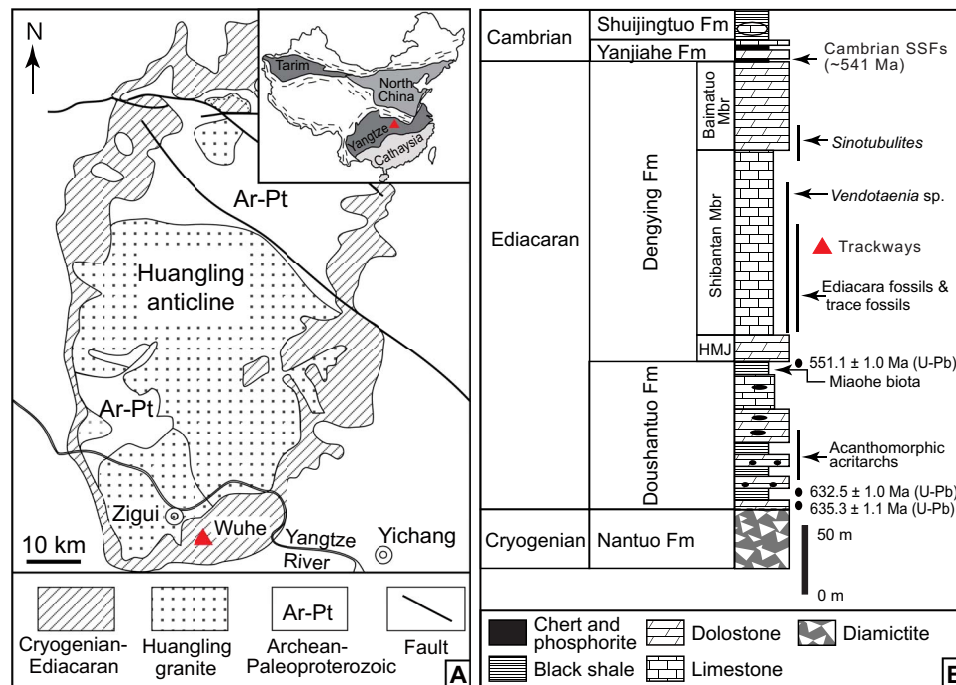 N
Tarim
North
China
Yangtze
Cathaysia
Ar-Pt
Huangling
anticline
Ar-Pt
Zigui
Wuhe
10 km
Yangtze
River
Yichang
Ar-Pt
Cryogenian-
Ediacaran
Huangling
granite
Archean-
Paleoproterozoic
Fault
A
Cambrian
Shuijingtuo Fm
Yanjiahe Fm
Cambrian SSFs
(~541 Ma)
Ediacaran
Dengying Fm
Baimatuo
Mbr
Sinotubulites
Shibantan Mbr
Vendotaenia sp.
Trackways
Ediacara fossils &
trace fossils
HMJ
551.1 ± 1.0 Ma (U-Pb)
Miaohe biota
Doushantuo Fm
Acanthomorphic
acritarchs
632.5 ± 1.0 Ma (U-Pb)
635.3 ± 1.1 Ma (U-Pb)
Cryogenian
Nantuo Fm
50 m
0 m
Chert and
phosphorite
Dolostone
Diamictite
Black shale
Limestone